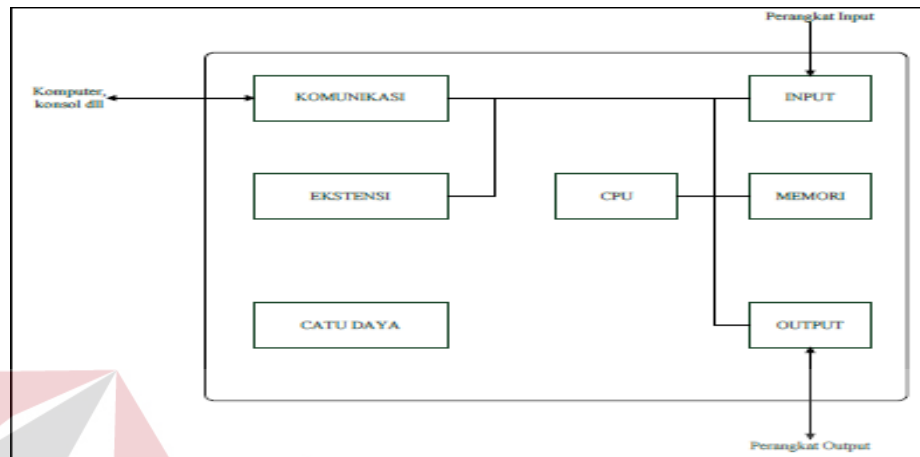 Perangkat Input
Komputer,
konsol dll
KOMUNIKASI
INPUT
EKSTENSI
CPU
MEMORI
CATU DAYA
OUTPUT
Perangkat Output